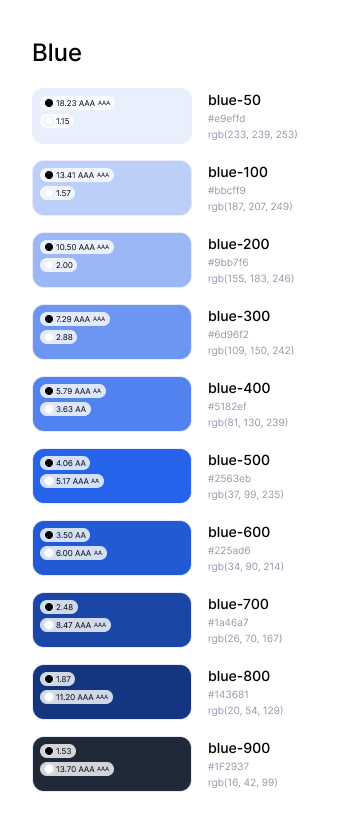 Blue
18.23 AAA AAA
1.15
blue-50
#e9effd
rgb(233, 239, 253)
13.41 AAA AAA
1.57
blue-100
#bbcff9
rgb(187, 207, 249)
10.50 AAA AAA
2.00
blue-200
#9bb7f6
rgb(155, 183, 246)
7.29 AAA AAA
2.88
blue-300
#6d96f2
rgb(109, 150, 242)
5.79 AAA AA
3.63 AA
blue-400
#5182ef
rgb(81, 130, 239)
4.06 AA
5.17 AAA AA
blue-500
#2563eb
rgb(37, 99, 235)
3.50 AA
6.00 AAA AA
blue-600
#225ad6
rgb(34, 90, 214)
2.48
8.47 AAA AAA
blue-700
#1a46a7
rgb(26, 70, 167)
1.87
11.20 AAA AAA
blue-800
#143681
rgb(20, 54, 129)
1.53
13.70 AAA AAA
blue-900
#1F2937
rgb(16, 42, 99)